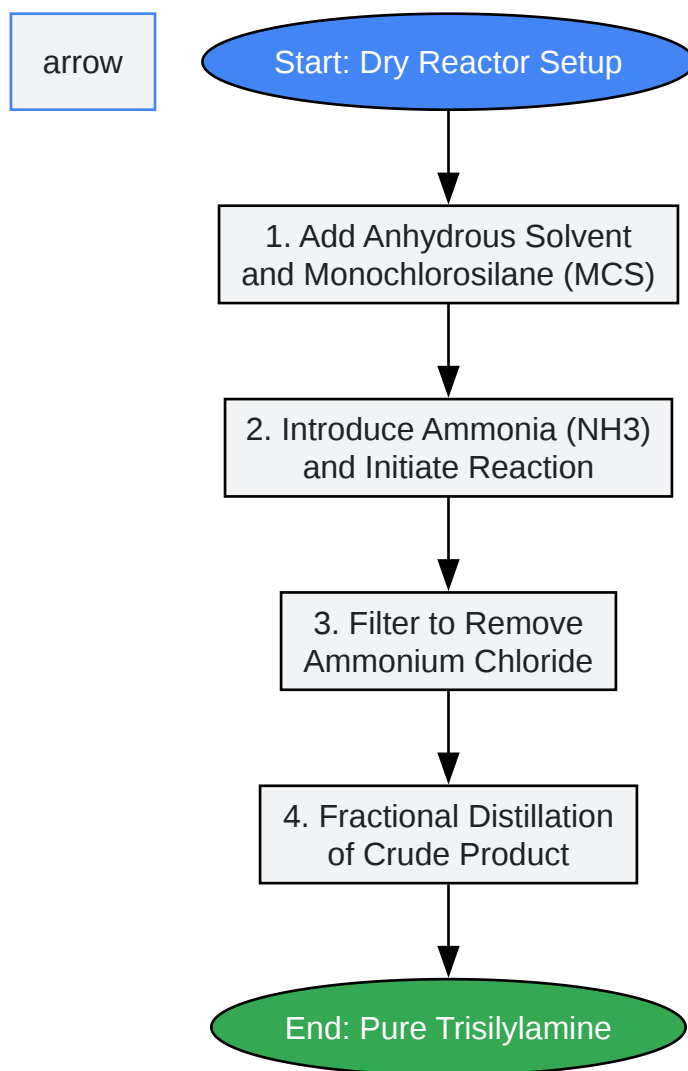 arrow
Start: Dry Reactor Setup
1. Add Anhydrous Solvent
and Monochlorosilane (MCS)
2. Introduce Ammonia (NH3)
and Initiate Reaction
3. Filter to Remove
Ammonium Chloride
4. Fractional Distillation
of Crude Product
End: Pure Trisilylamine